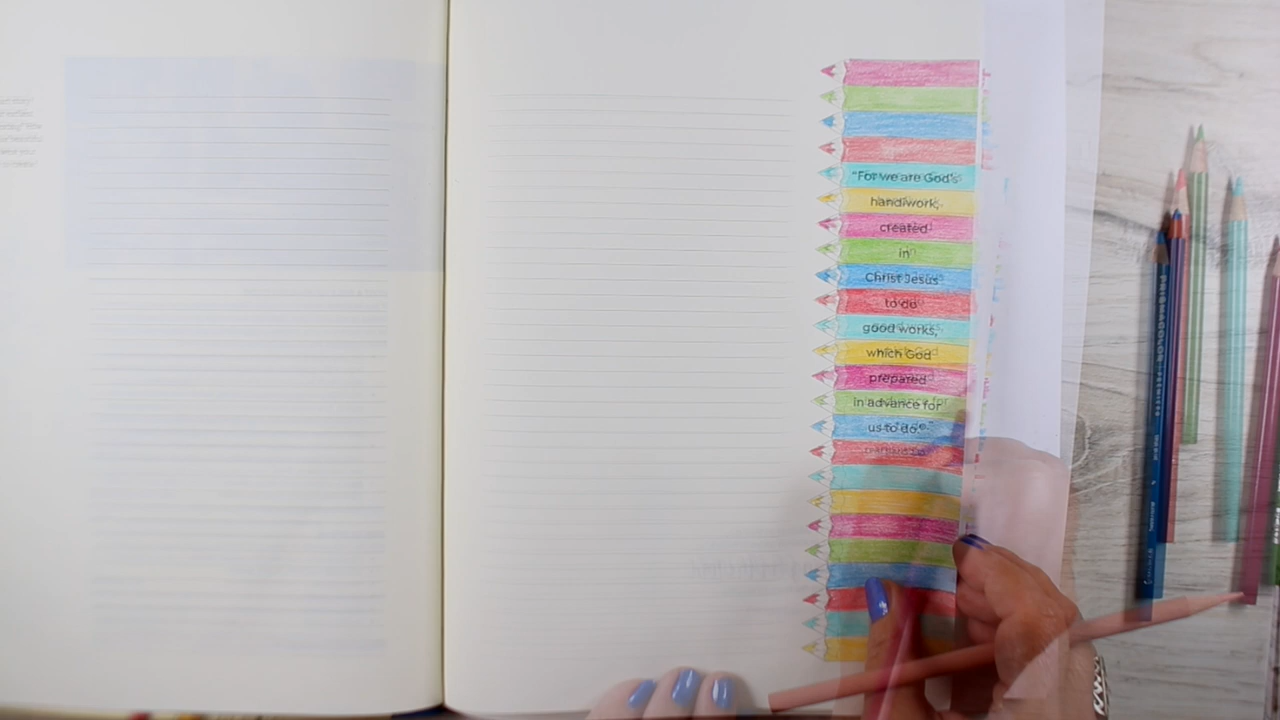 "For we are God's
handiwork,
created
in
Christ Jesus
to do
good works,
which God
prepared
in advance for
us to do."
PRISMACOLOR